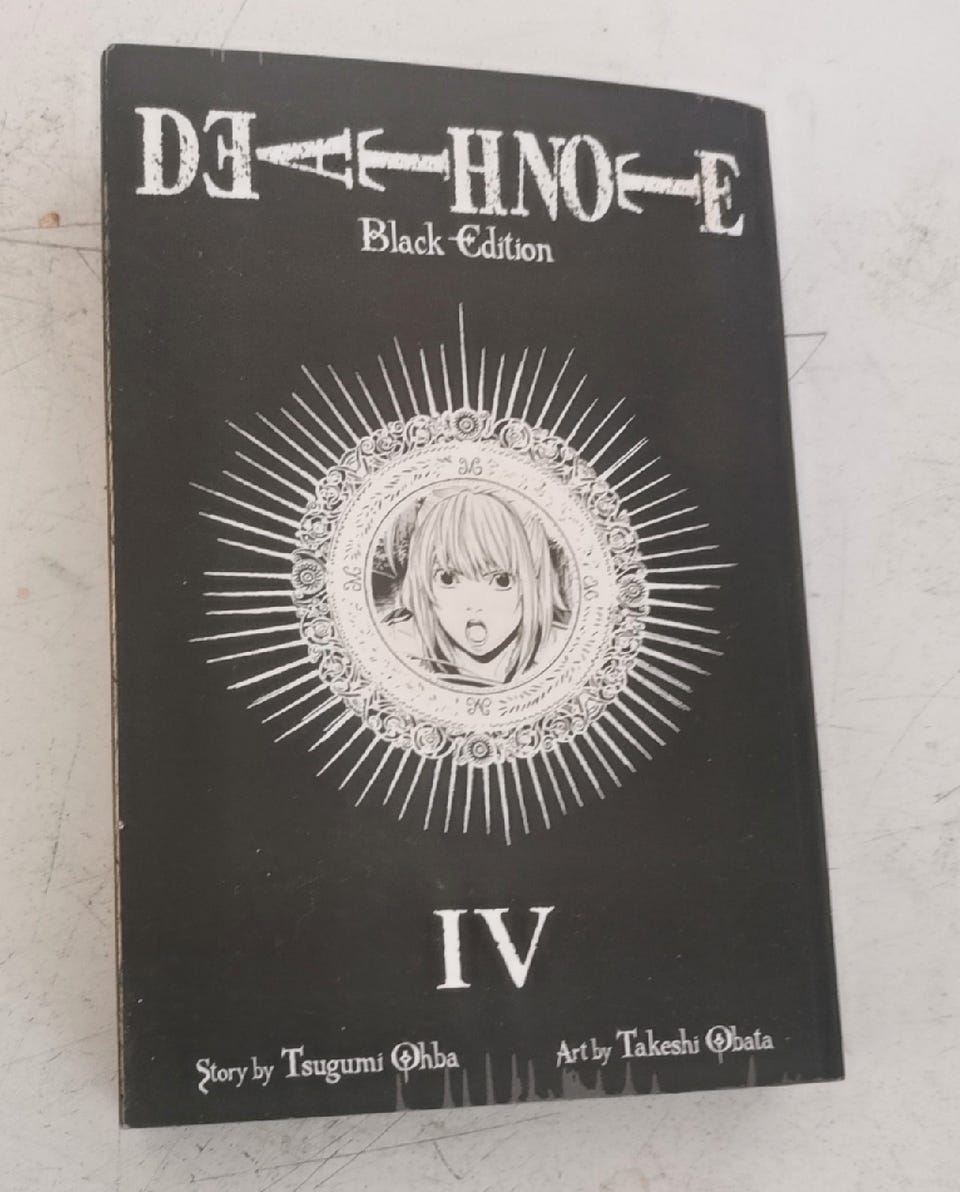 DEATH NOTE
Black Edition
IV
Story by Tsugumi Ohba
Art by Takeshi Obata